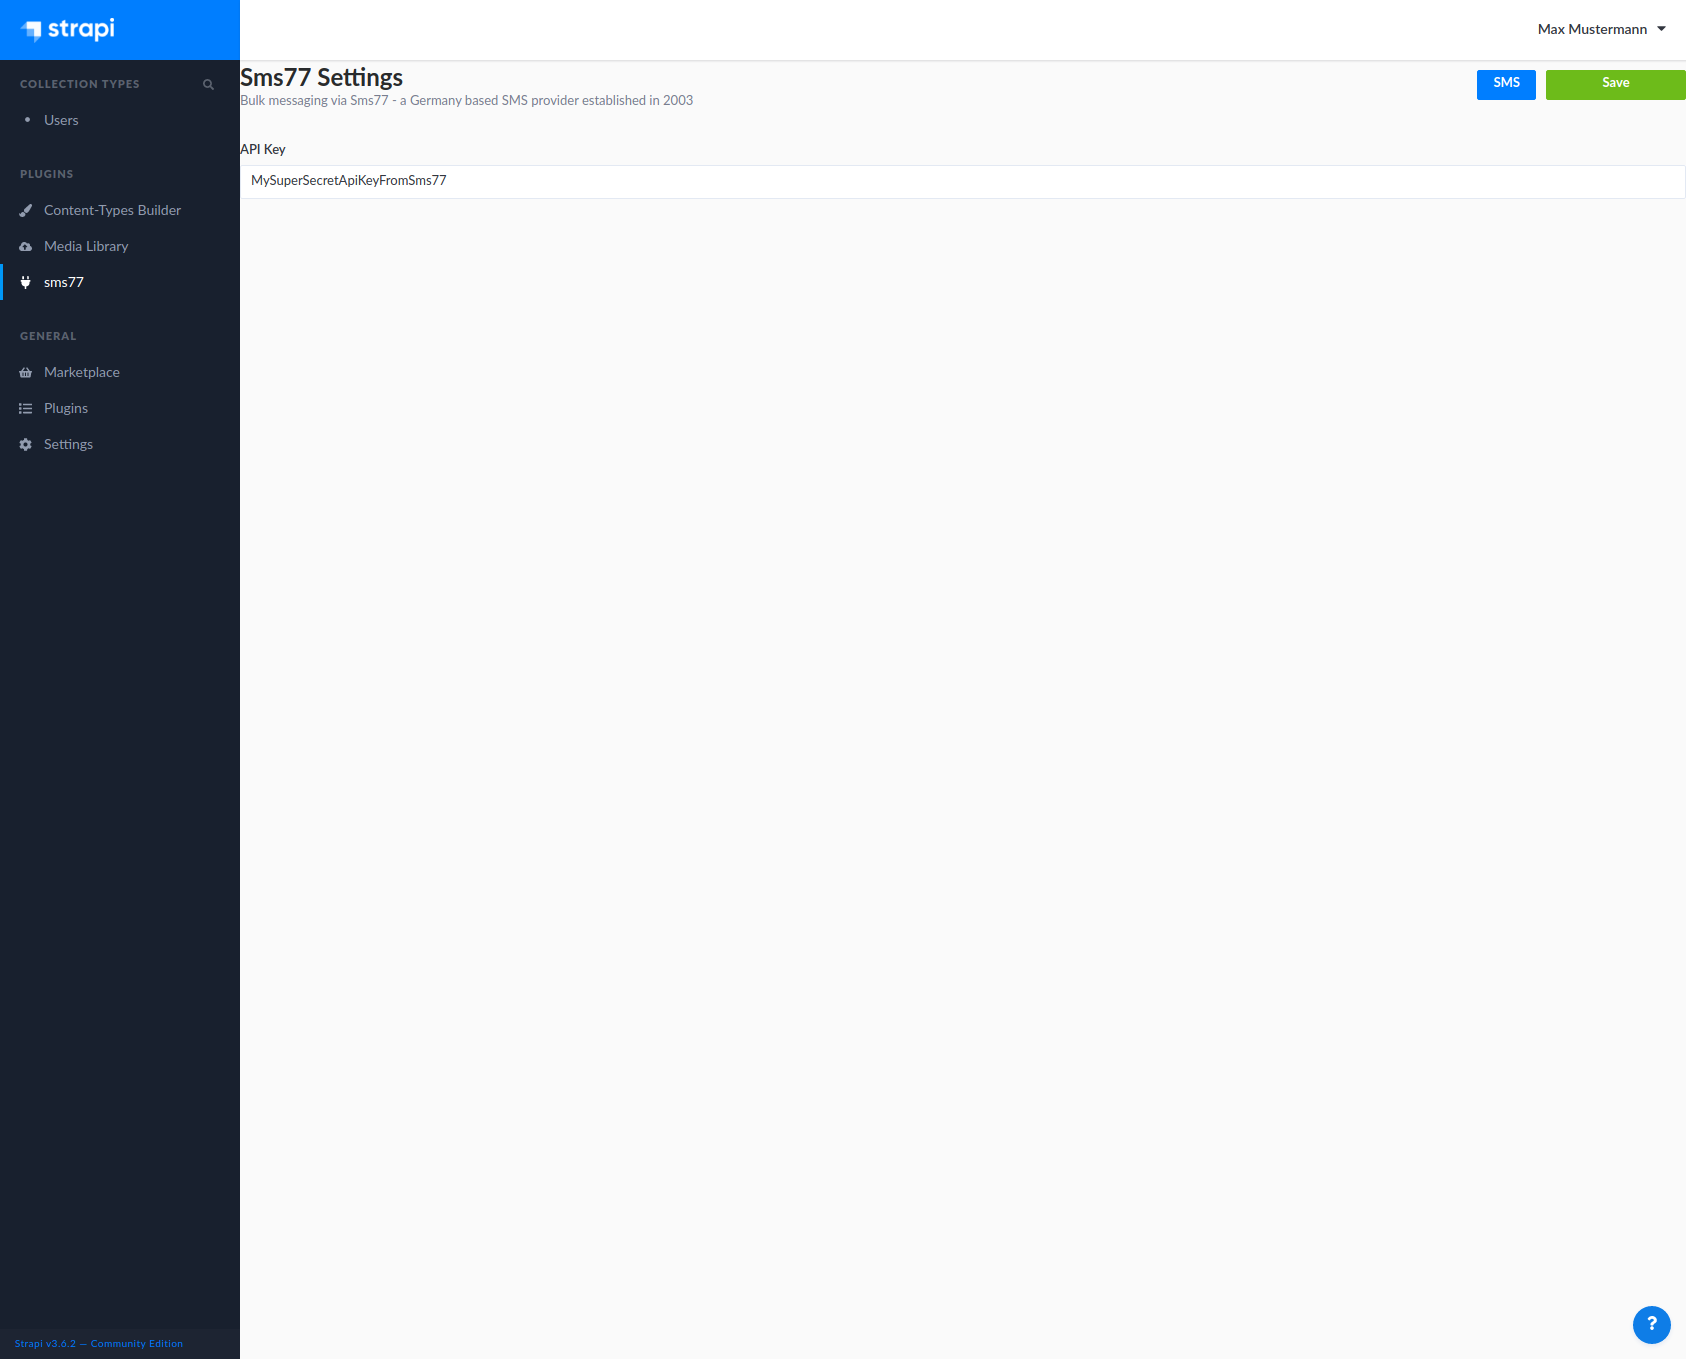 strapi
Max Mustermann
COLLECTION TYPES
Users
PLUGINS
Content-Types Builder
Media Library
sms77
GENERAL
Marketplace
Plugins
Settings
Strapi v3.6.2 — Community Edition
Sms77 Settings
Bulk messaging via Sms77 - a Germany based SMS provider established in 2003
SMS
Save
API Key
MySuperSecretApiKeyFromSms77
?